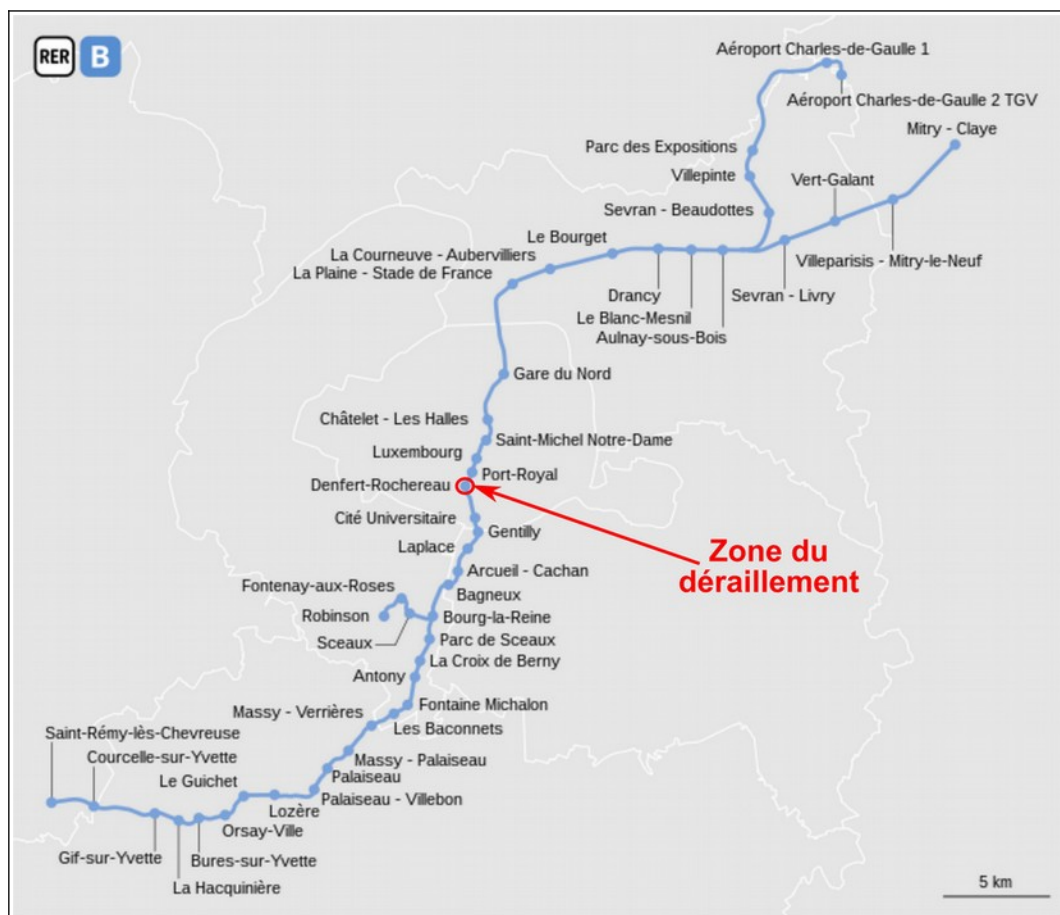 RER B
Aéroport Charles-de-Gaulle 1
Aéroport Charles-de-Gaulle 2 TGV
Mitry - Claye
Parc des Expositions
Villepinte
Vert-Galant
Sevran - Beaudottes
Le Bourget
La Courneuve - Aubervilliers
Villeparisis - Mitry-le-Neuf
La Plaine - Stade de France
Drancy
Sevran - Livry
Le Blanc-Mesnil
Aulnay-sous-Bois
Gare du Nord
Châtelet - Les Halles
Saint-Michel Notre-Dame
Luxembourg
Port-Royal
Denfert-Rochereau
Cité Universitaire
Gentilly
Laplace
Zone du
déraillement
Arcueil - Cachan
Fontenay-aux-Roses
Bagneux
Robinson
Bourg-la-Reine
Sceaux
Parc de Sceaux
La Croix de Berny
Antony
Fontaine Michalon
Massy - Verrières
Les Baconnets
Saint-Rémy-lès-Chevreuse
Courcelle-sur-Yvette
Massy - Palaiseau
Le Guichet
Palaiseau
Palaiseau - Villebon
Lozère
Orsay-Ville
Gif-sur-Yvette
Bures-sur-Yvette
La Hacquinière
5 km